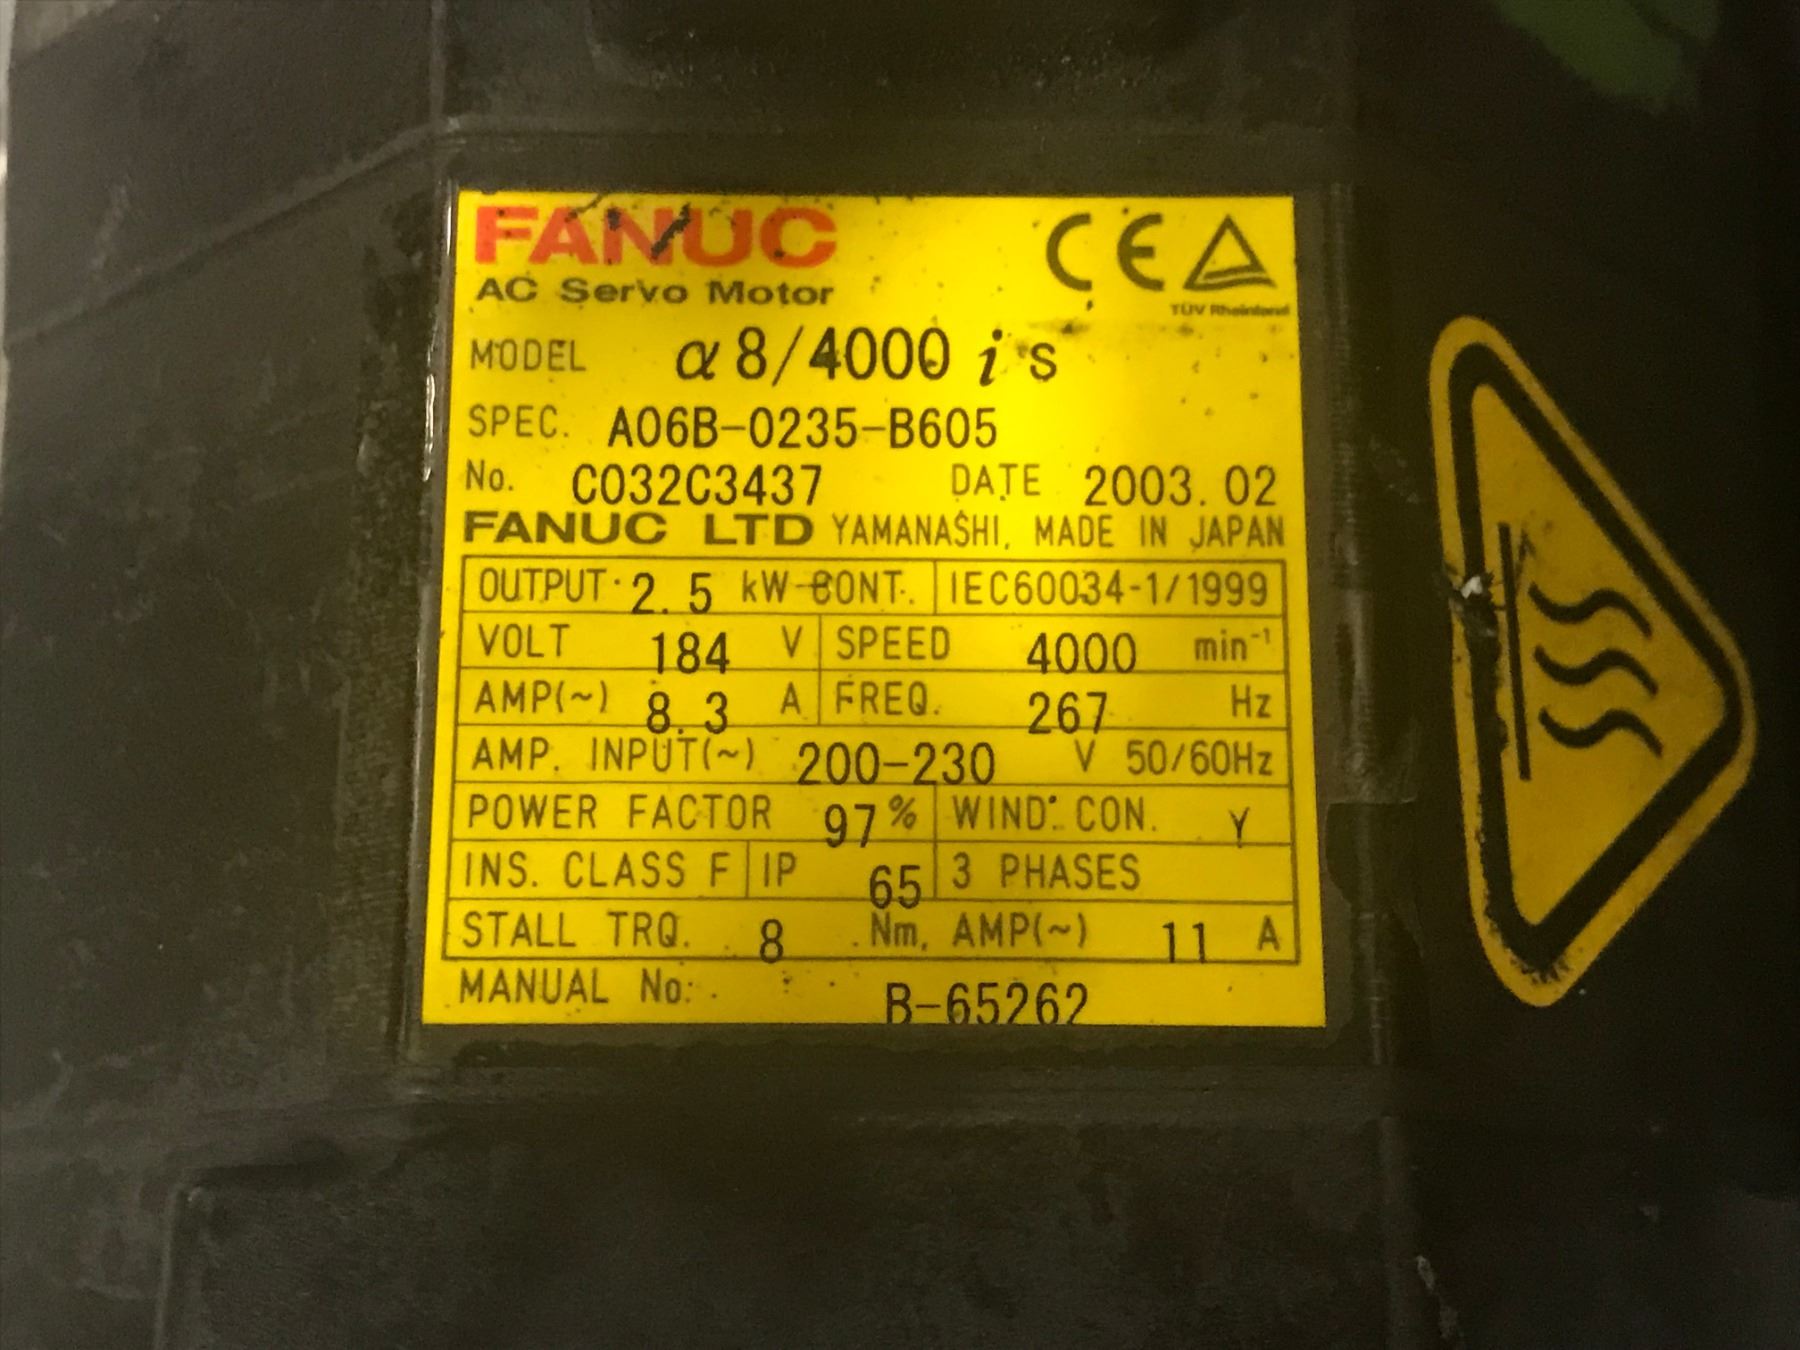 FANUC CE
AC Servo Motor TÜV Rheinland
MODEL α8/4000 i s
SPEC. A06B-0235-B605
No. C032C3437 DATE 2003.02
FANUC LTD YAMANASHI, MADE IN JAPAN
OUTPUT 2.5 kW CONT. IEC60034-1/1999
VOLT 184 V SPEED 4000 min⁻¹
AMP(~) 8.3 A FREQ. 267 Hz
AMP. INPUT(~) 200-230 V 50/60Hz
POWER FACTOR 97% WIND. CON. Y
INS. CLASS F IP 65 3 PHASES
STALL TRQ. 8 Nm, AMP(~) 11 A
MANUAL No. B-65262